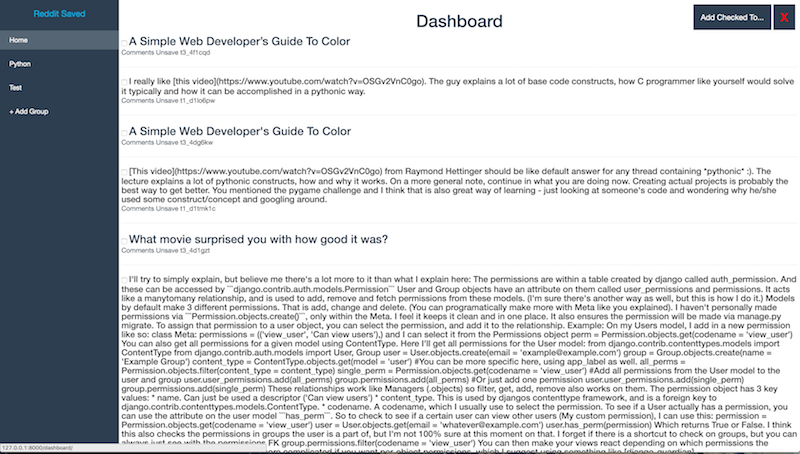 Reddit Saved
Home
Python
Test
+ Add Group
Dashboard
Add Checked To...
X
A Simple Web Developer's Guide To Color
Comments Unsave t3_4f1cqd
I really like [this video](https://www.youtube.com/watch?v=OSGv2VnC0go). The guy explains a lot of base code constructs, how C programmer like yourself would solve
it typically and how it can be accomplished in a pythonic way.
Comments Unsave t1_d1lo6pw
A Simple Web Developer's Guide To Color
Comments Unsave t3_4dg6kw
[This video](https://www.youtube.com/watch?v=OSGv2VnC0go) from Raymond Hettinger should be like default answer for any thread containing *pythonic* :). The
lecture explains a lot of pythonic constructs, how and why it works. On a more general note, continue in what you are doing now. Creating actual projects is probably the
best way to get better. You mentioned the pygame challenge and I think that is also great way of learning - just looking at someone's code and wondering why he/she
used some construct/concept and googling around.
Comments Unsave t1_d1tmk1c
What movie surprised you with how good it was?
Comments Unsave t3_4d1gzt
I'll try to simply explain, but believe me there's a lot more to it than what I explain here: The permissions are within a table created by django called auth_permission. And
these can be accessed by ```django.contrib.auth.models.Permission``` User and Group objects have an attribute on them called user_permissions and permissions. It acts
like a manytomany relationship, and is used to add, remove and fetch permissions from these models. (I'm sure there's another way as well, but this is how I do it.) Models
by default make 3 different permissions. That is add, change and delete. (You can programatically make more with Meta like you explained). I haven't personally made
permissions via ```Permission.objects.create()```, only within the Meta. I feel it keeps it clean and in one place. It also ensures the permission will be made via manage.py
migrate. To assign that permission to a user object, you can select the permission, and add it to the relationship. Example: On my Users model, I add in a new permission
like so: class Meta: permissions = (('view_user', 'Can view users'),) and I can select it from the Permissions object perm = Permission.objects.get(codename = 'view_user')
You can also get all permissions for a given model using ContentType. Here I'll get all permissions for the User model: from django.contrib.contenttypes.models import
ContentType from django.contrib.auth.models import User, Group user = User.objects.create(email = 'example@example.com') group = Group.objects.create(name =
'Example Group') content_type = ContentType.objects.get(model = 'user') #You can be more specific here, using app_label as well. all_perms =
Permission.objects.filter(content_type = content_type) single_perm = Permission.objects.get(codename = 'view_user') #Add all permissions from the User model to the
user and group user.user_permissions.add(all_perms) group.permissions.add(all_perms) #Or just add one permission user.user_permissions.add(single_perm)
group.permissions.add(single_perm) These relationships work like Managers (.objects) so filter, get, add, remove also works on them. The permission object has 3 key
values: * name. Can just be used a descriptor ('Can view users') * content_type. This is used by djangos contenttype framework, and is a foreign key to
django.contrib.contenttypes.models.ContentType. * codename. A codename, which I usually use to select the permission. To see if a User actually has a permission, you
can use the attribute on the user model ```has_perm```. So to check to see if a certain user can view other users (My custom permission), I can use this: permission =
Permission.objects.get(codename = 'view_user') user = User.objects.get(email = 'whatever@example.com') user.has_perm(permission) Which returns True or False. I think
this also checks the permissions in groups the user is a part of, but I'm not 100% sure at this moment on that. I forget if there is a shortcut to check on groups, but you can
always just see with the permissions FK group.permissions.filter(codename = 'view_user') You can then make your views react depending on which permissions the
more complicated if you want per object permissions, which I suggest using something like [django-guardian]
127.0.0.1:8000/dashboard/